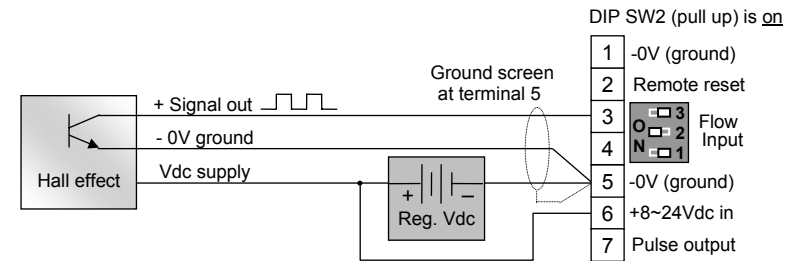 DIP SW2 (pull up) is on
1 -0V (ground)
Ground screen
at terminal 5
2 Remote reset
+ Signal out
3
3 Flow
O 2 Input
N 1
- 0V ground
4
Hall effect
Vdc supply
5 -0V (ground)
+ –
Reg. Vdc
6 +8~24Vdc in
7 Pulse output